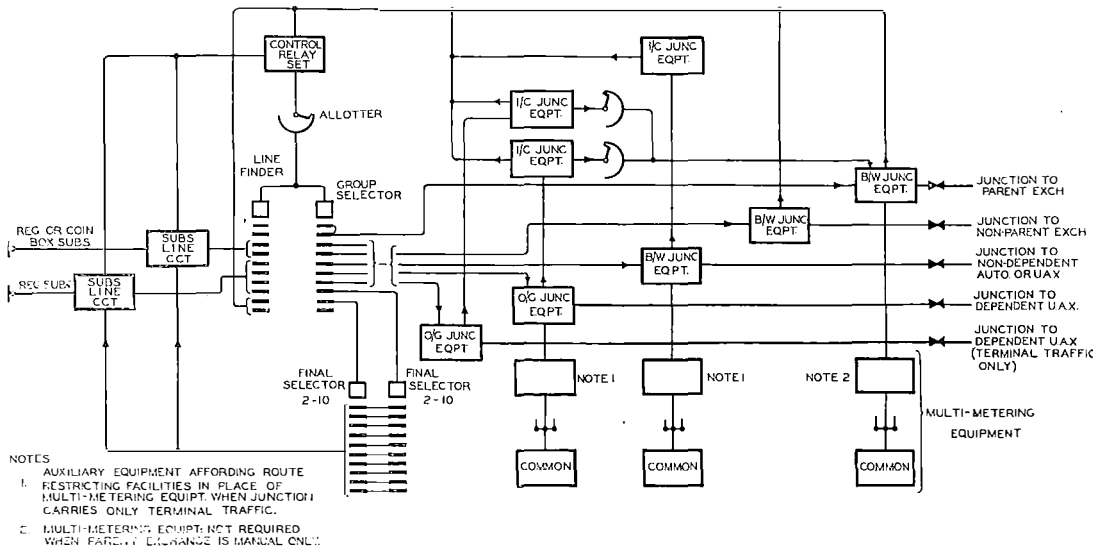 CONTROL
RELAY
SET
ALLOTTER
LINE
FINDER
GROUP
SELECTOR
REG OR COIN
BOX SUBS
SUBS
LINE
CCT
REG SUBS
SUBS
LINE
CCT
I/C JUNC
EQPT.
I/C JUNC
EQPT.
I/C JUNC
EQPT.
B/W JUNC
EQPT.
JUNCTION TO
PARENT EXCH
B/W JUNC
EQPT.
JUNCTION TO
NON-PARENT EXCH
B/W JUNC
EQPT.
JUNCTION TO
NON-DEPENDENT
AUTO. OR UAX
O/G JUNC
EQPT.
JUNCTION TO
DEPENDENT U.A.X.
O/G JUNC
EQPT
JUNCTION TO
DEPENDENT U.A.X
(TERMINAL TRAFFIC
ONLY)
FINAL
SELECTOR
2-10
FINAL
SELECTOR
2-10
NOTE 1
NOTE 1
NOTE 2
MULTI-METERING
EQUIPMENT
COMMON
COMMON
COMMON
NOTES
1. AUXILIARY EQUIPMENT AFFORDING ROUTE
RESTRICTING FACILITIES IN PLACE OF
MULTI-METERING EQUIPT. WHEN JUNCTION
CARRIES ONLY TERMINAL TRAFFIC.
2. MULTI-METERING EQUIPT: NOT REQUIRED
WHEN PARENT EXCHANGE IS MANUAL ONLY.